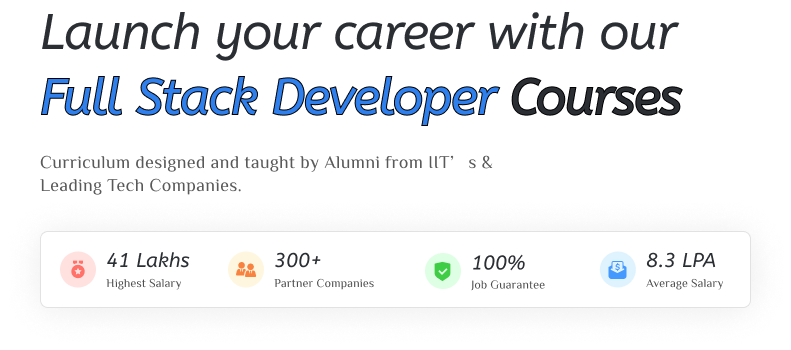 Launch your career with our
Full Stack Developer Courses
Curriculum designed and taught by Alumni from IIT’ s &
Leading Tech Companies.
41 Lakhs
Highest Salary
300+
Partner Companies
100%
Job Guarantee
8.3 LPA
Average Salary